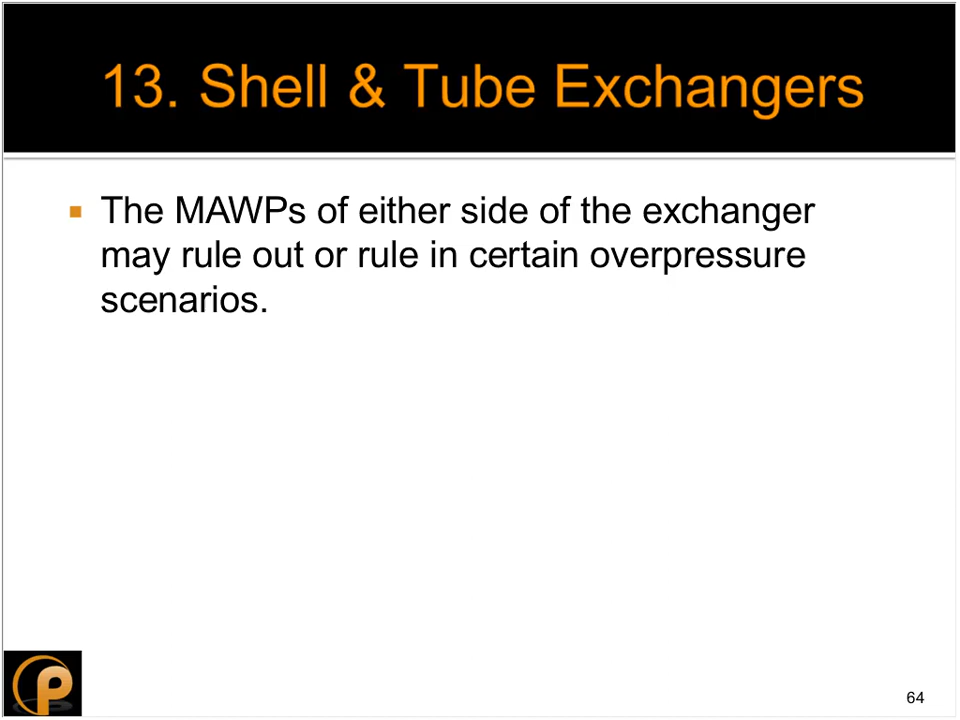 13. Shell & Tube Exchangers
The MAWPs of either side of the exchanger
may rule out or rule in certain overpressure
scenarios.
P
64